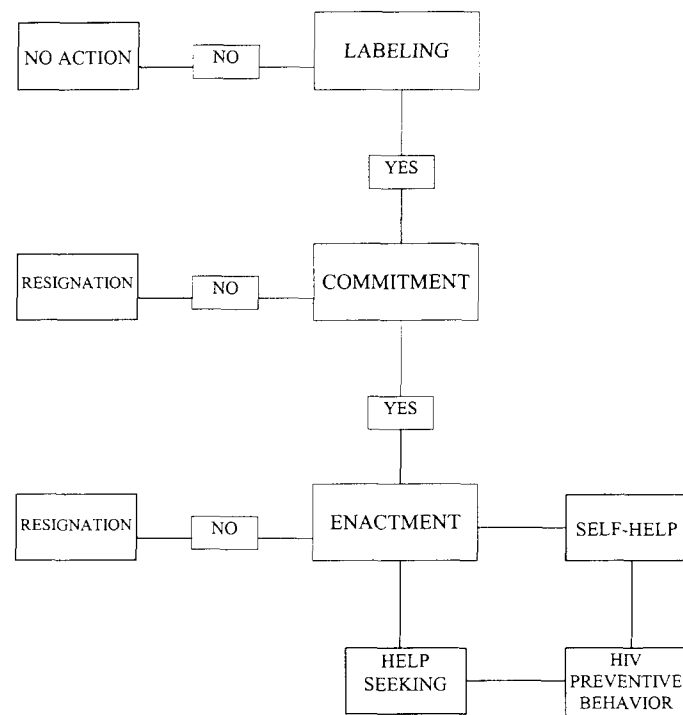 NO ACTION
NO
LABELING
YES
RESIGNATION
NO
COMMITMENT
YES
RESIGNATION
NO
ENACTMENT
SELF-HELP
HELP
SEEKING
HIV
PREVENTIVE
BEHAVIOR